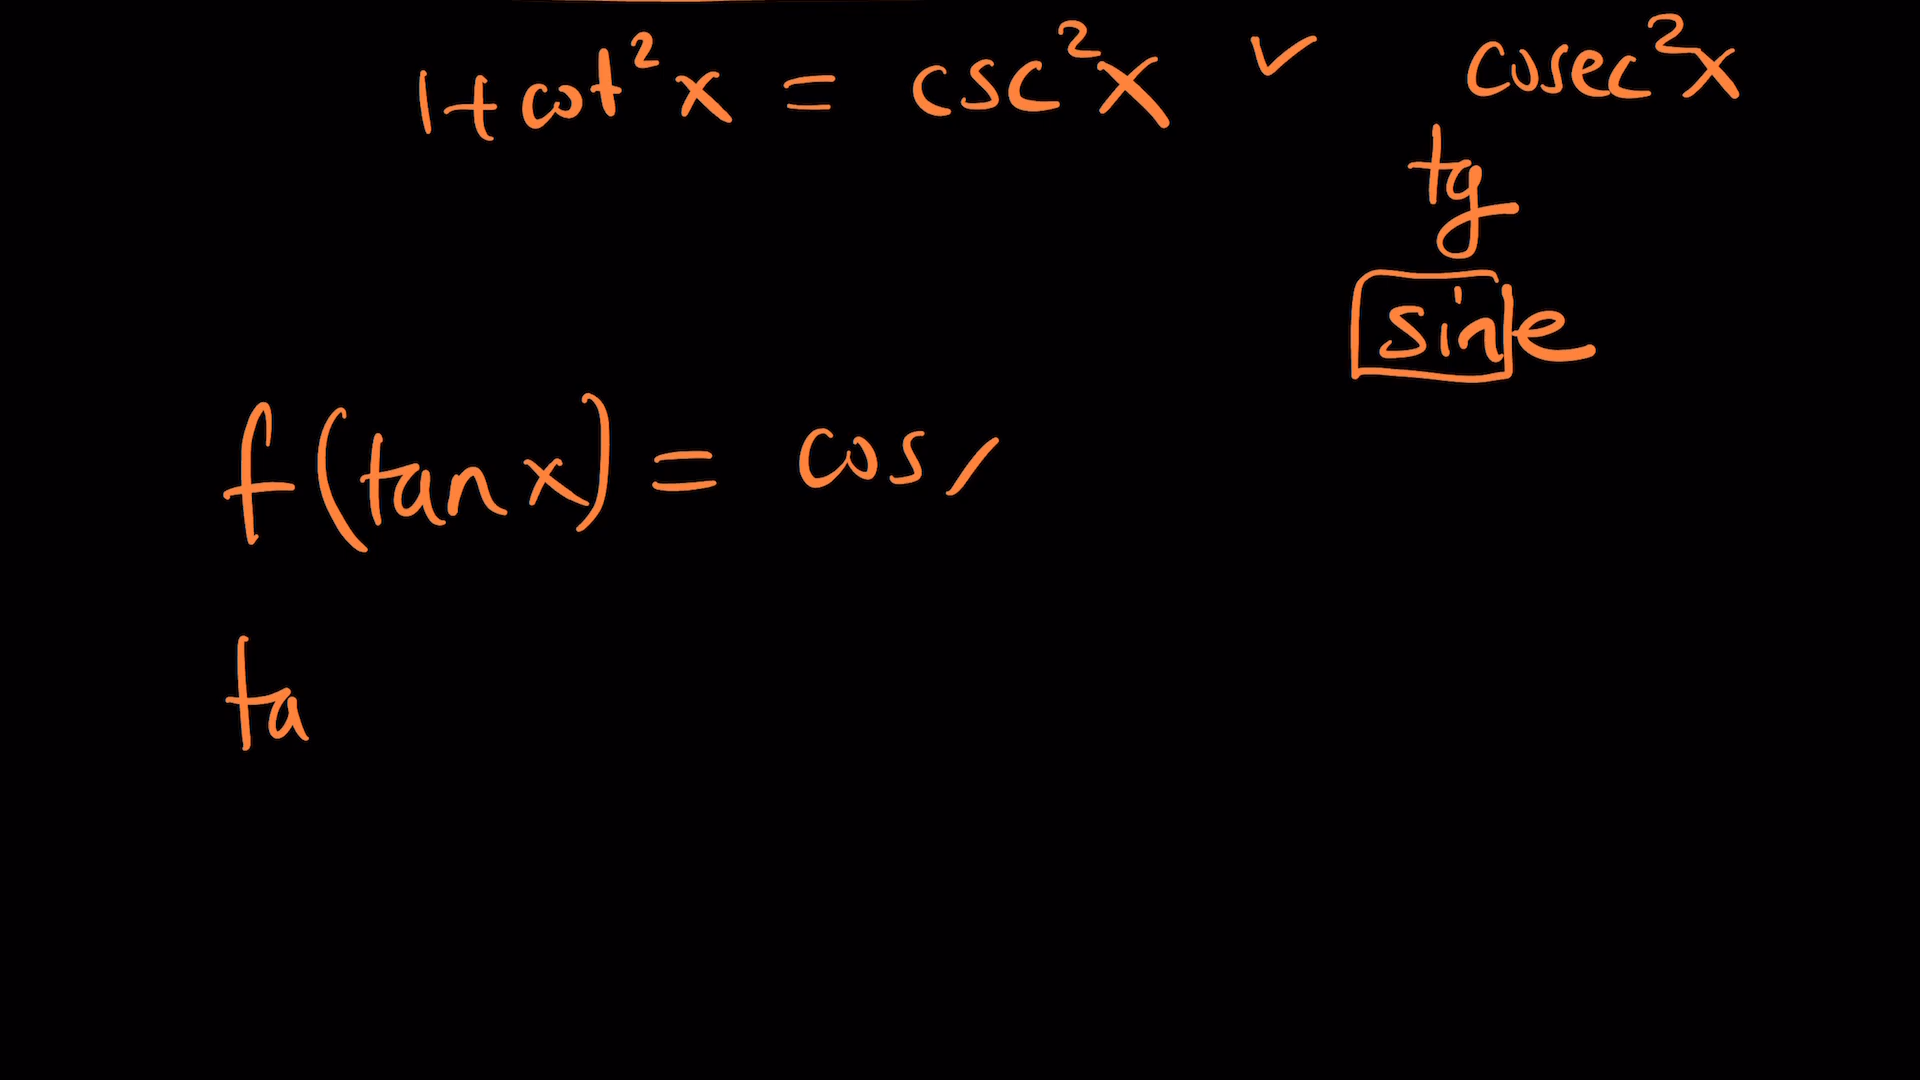 1+cot²x = csc²x ✓ cosec²x
tg
sine
f(tanx) = cos
ta